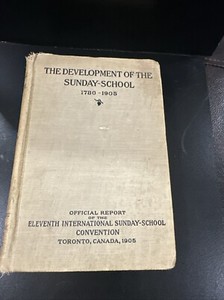 THE DEVELOPMENT OF THE
SUNDAY-SCHOOL
1780-1905
OFFICIAL REPORT
OF THE
ELEVENTH INTERNATIONAL SUNDAY-SCHOOL
CONVENTION
TORONTO, CANADA, 1905